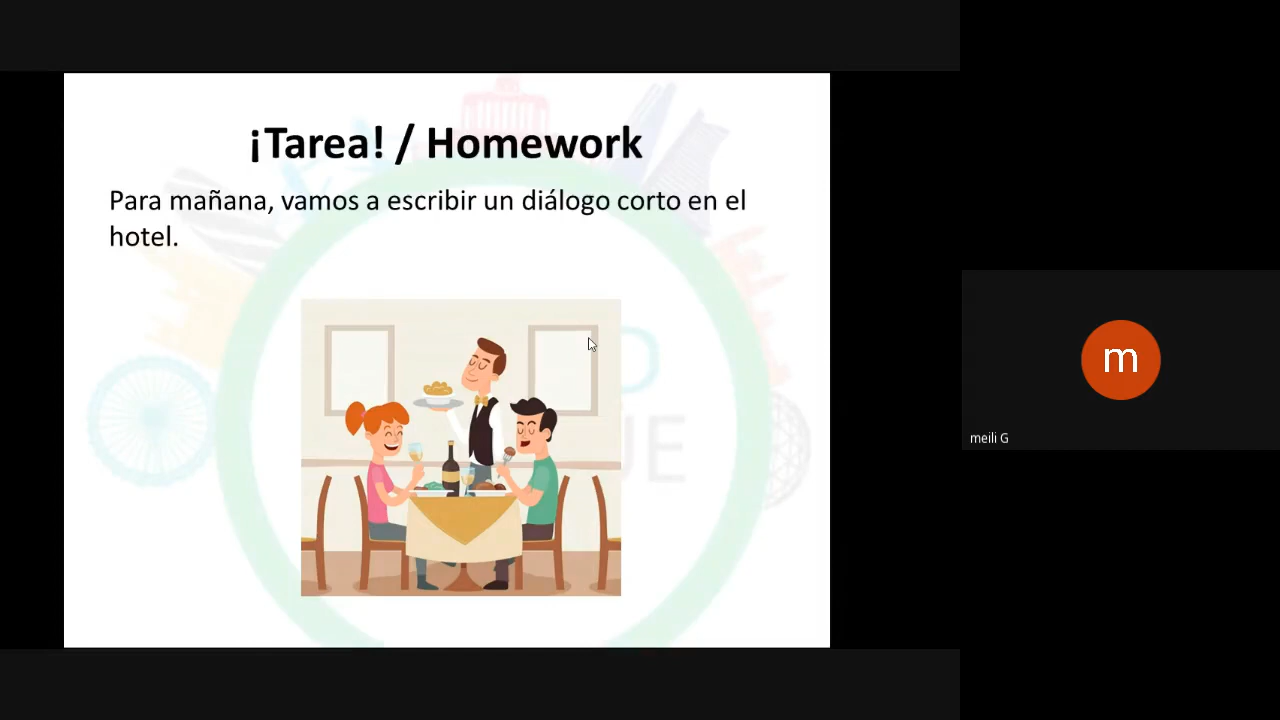 ¡Tarea! / Homework
Para mañana, vamos a escribir un diálogo corto en el
hotel.
m
meili G